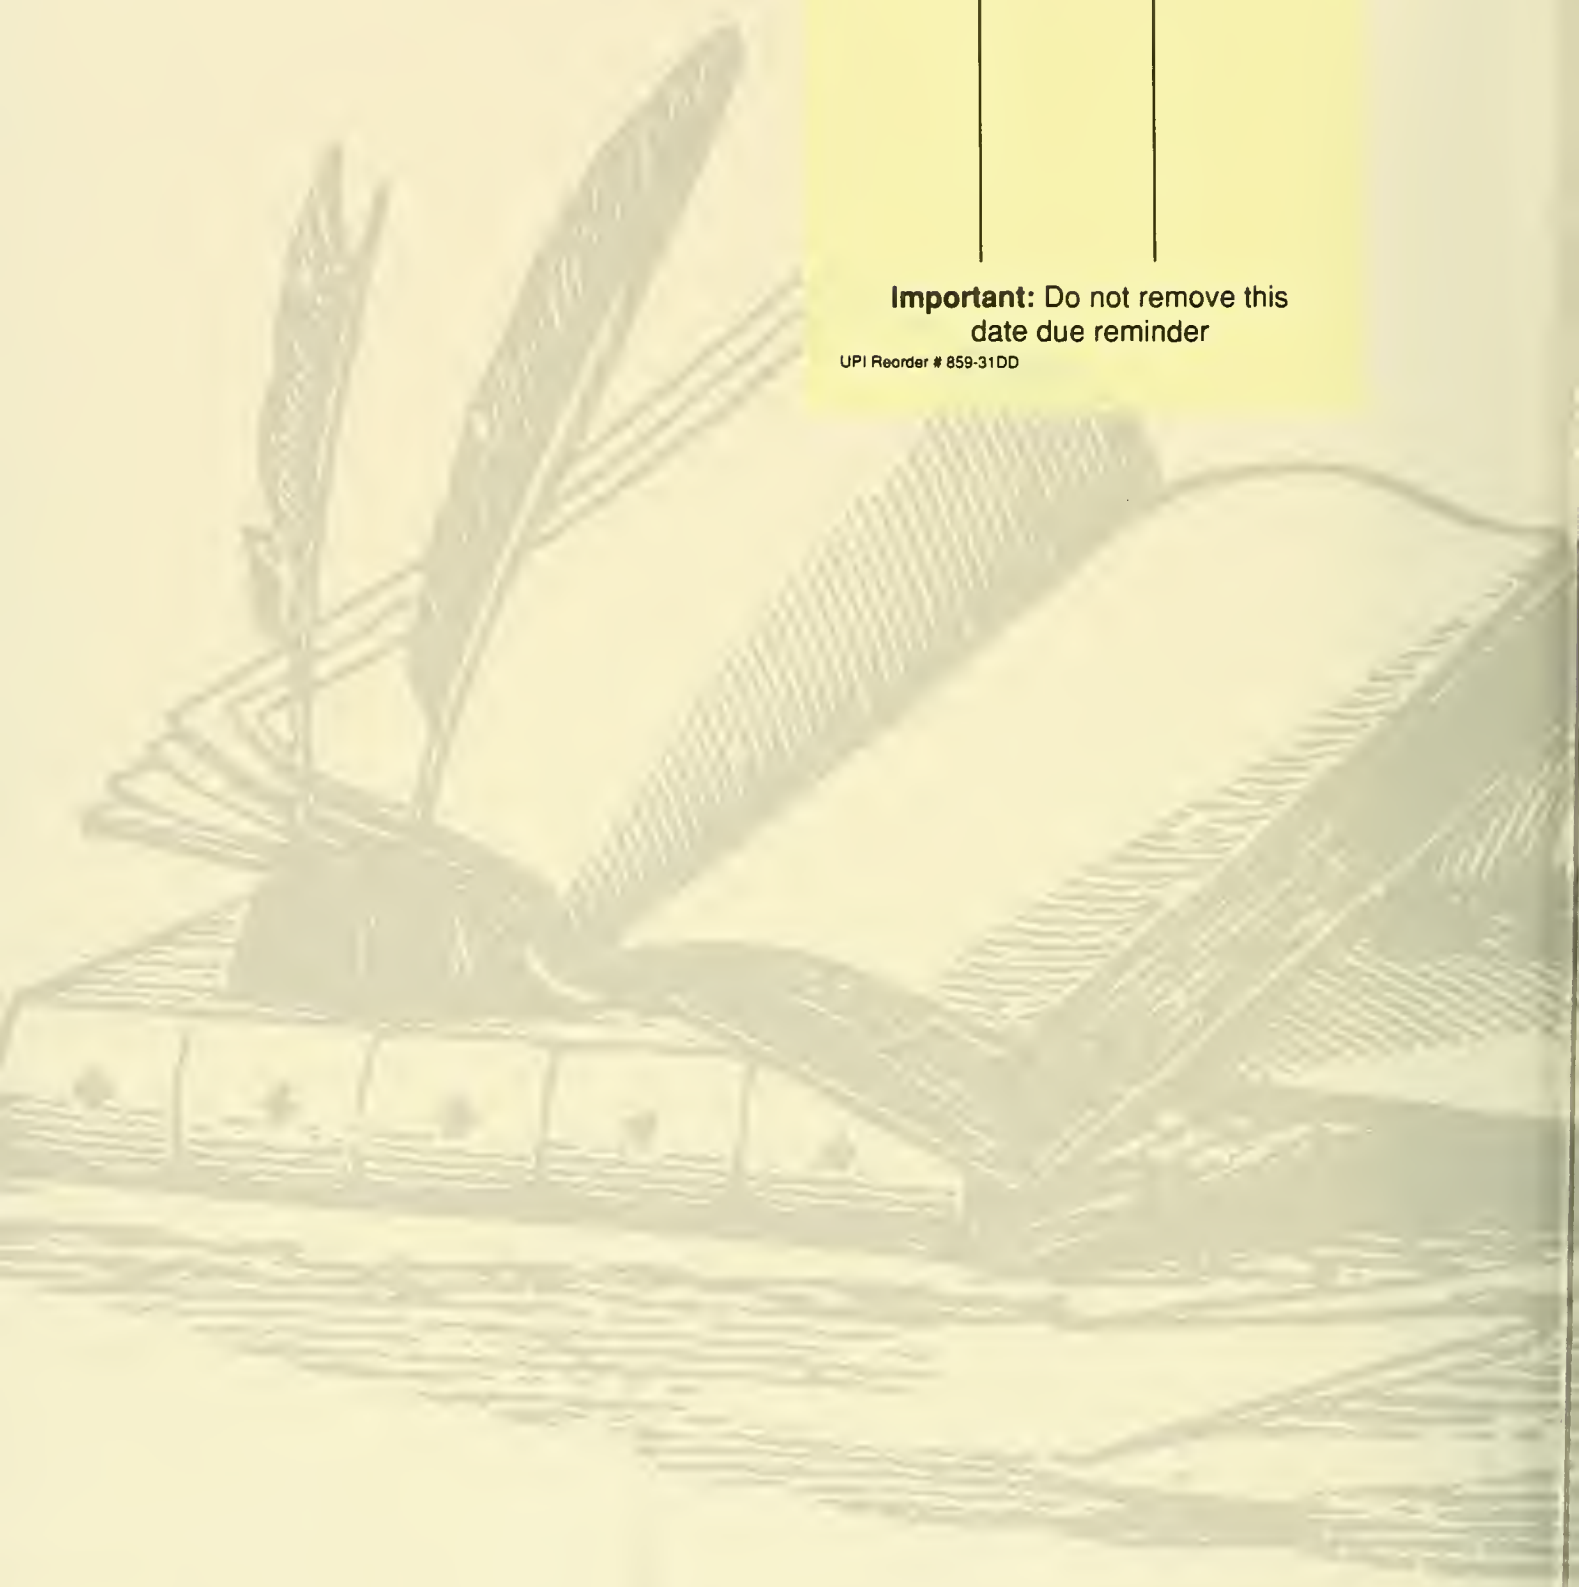 Important: Do not remove this
date due reminder
UPI Reorder # 859-31DD